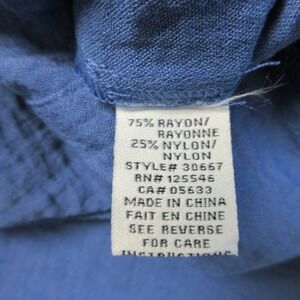 75% RAYON/
RAYONNE
25% NYLON/
NYLON
STYLE# 30667
RN# 125546
CA# 05633
MADE IN CHINA
FAIT EN CHINE
SEE REVERSE
FOR CARE
INSTRUCTIONS